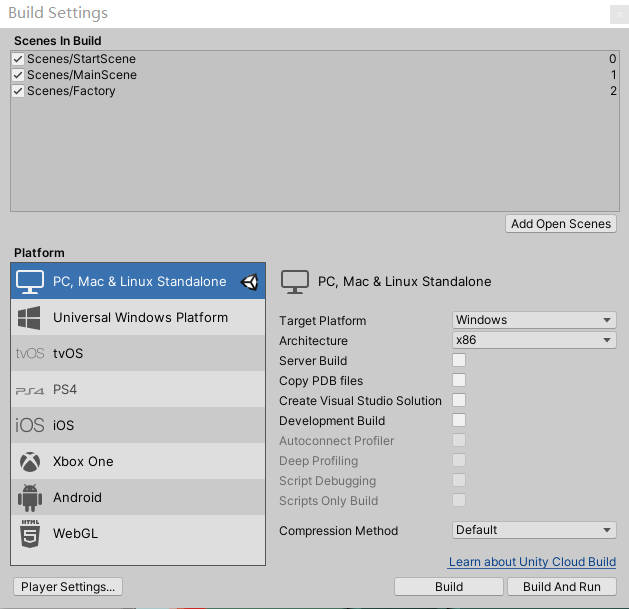 Build Settings
Scenes In Build
Scenes/StartScene 0
Scenes/MainScene 1
Scenes/Factory 2
Add Open Scenes
Platform
PC, Mac & Linux Standalone
Universal Windows Platform
tvOS tvOS
PS4 PS4
iOS iOS
Xbox One
Android
HTML 5 WebGL
PC, Mac & Linux Standalone
Target Platform Windows
Architecture x86
Server Build
Copy PDB files
Create Visual Studio Solution
Development Build
Autoconnect Profiler
Deep Profiling
Script Debugging
Scripts Only Build
Compression Method Default
Learn about Unity Cloud Build
Player Settings... Build Build And Run